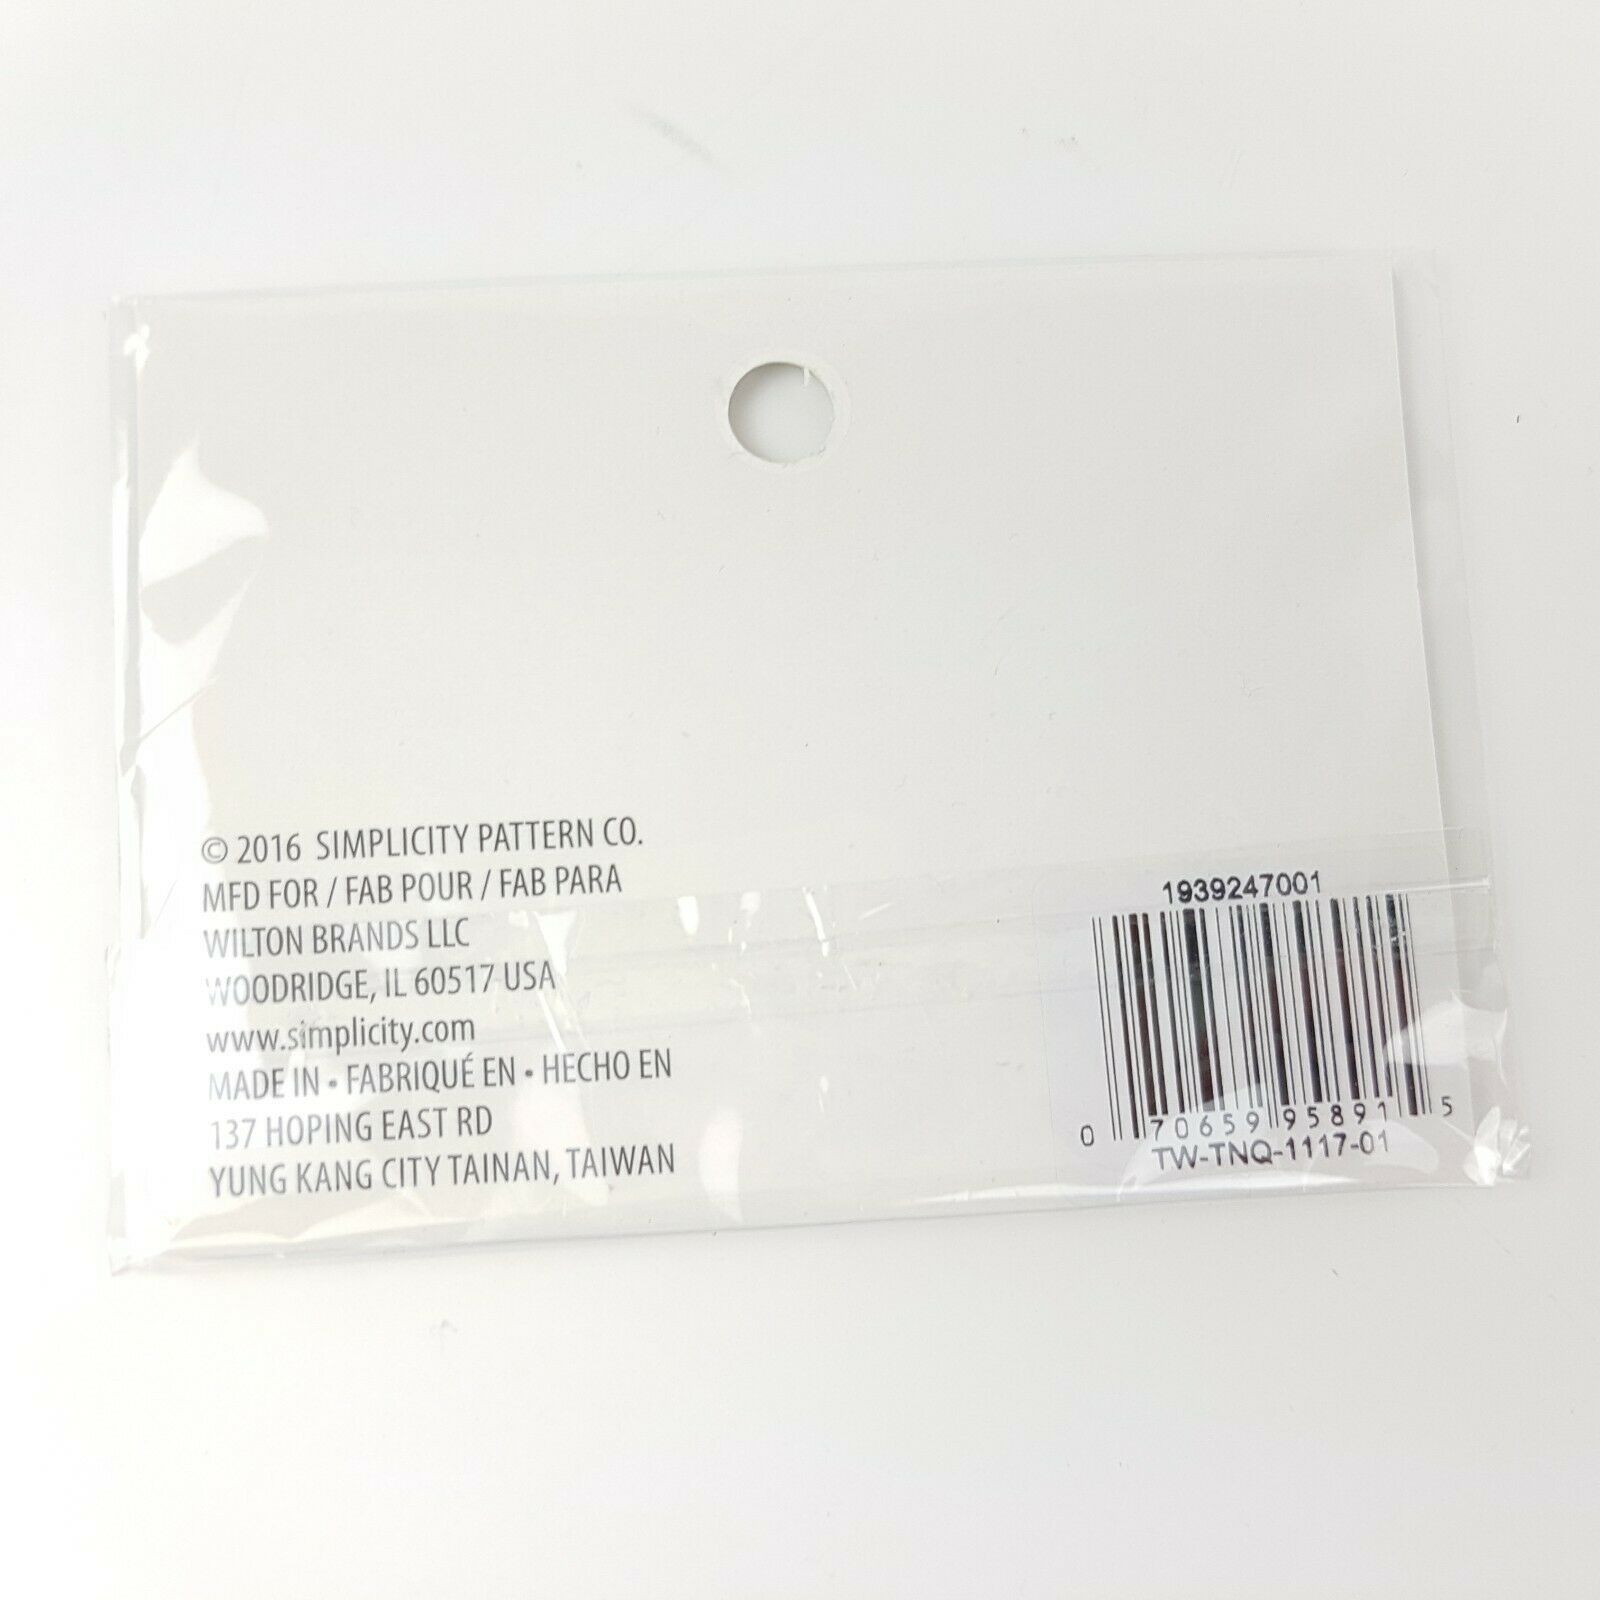 © 2016 SIMPLICITY PATTERN CO.
MFD FOR / FAB POUR / FAB PARA
WILTON BRANDS LLC
WOODRIDGE, IL 60517 USA
www.simplicity.com
MADE IN • FABRIQUÉ EN • HECHO EN
137 HOPING EAST RD
YUNG KANG CITY TAINAN, TAIWAN
1939247001
0 70659 95891 5
TW-TNQ-1117-01